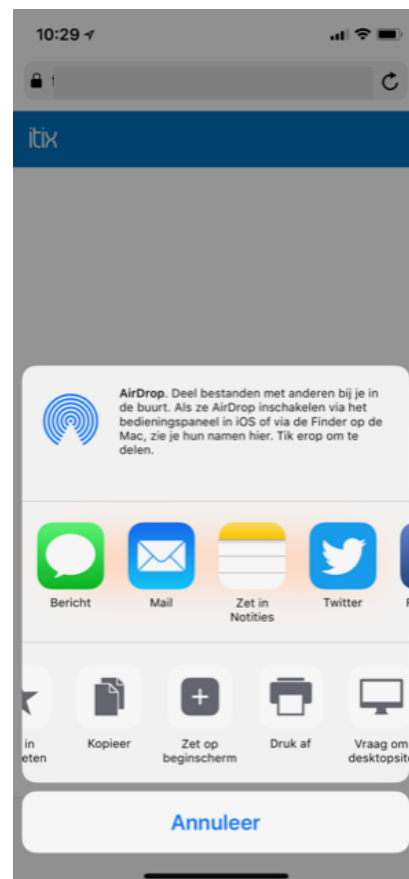 10:29
itix
AirDrop. Deel bestanden met anderen bij je in
de buurt. Als ze AirDrop inschakelen via het
bedieningspaneel in iOS of via de Finder op de
Mac, zie je hun namen hier. Tik erop om te
delen.
Bericht
Mail
Zet in
Notities
Twitter
in
eten
Kopieer
Zet op
beginscherm
Druk af
Vraag om
desktopsite
Annuleer